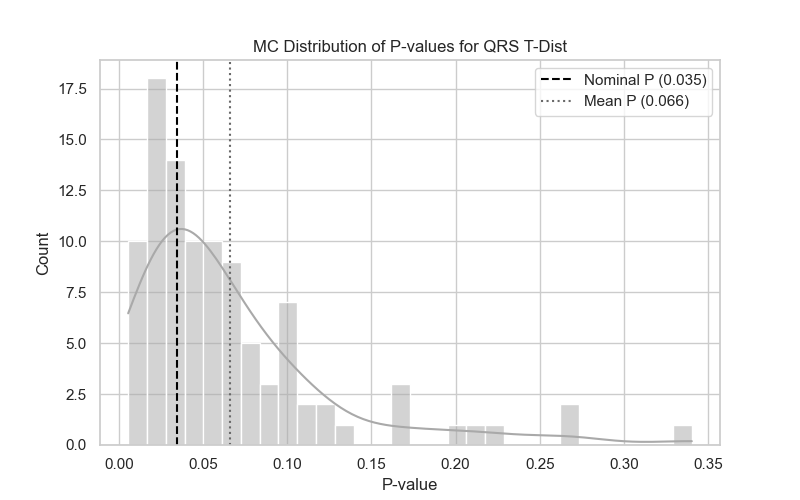 MC Distribution of P-values for QRS T-Dist
Nominal P (0.035)
Mean P (0.066)
17.5
15.0
12.5
10.0
7.5
5.0
2.5
0.0
Count
0.00 0.05 0.10 0.15 0.20 0.25 0.30 0.35
P-value